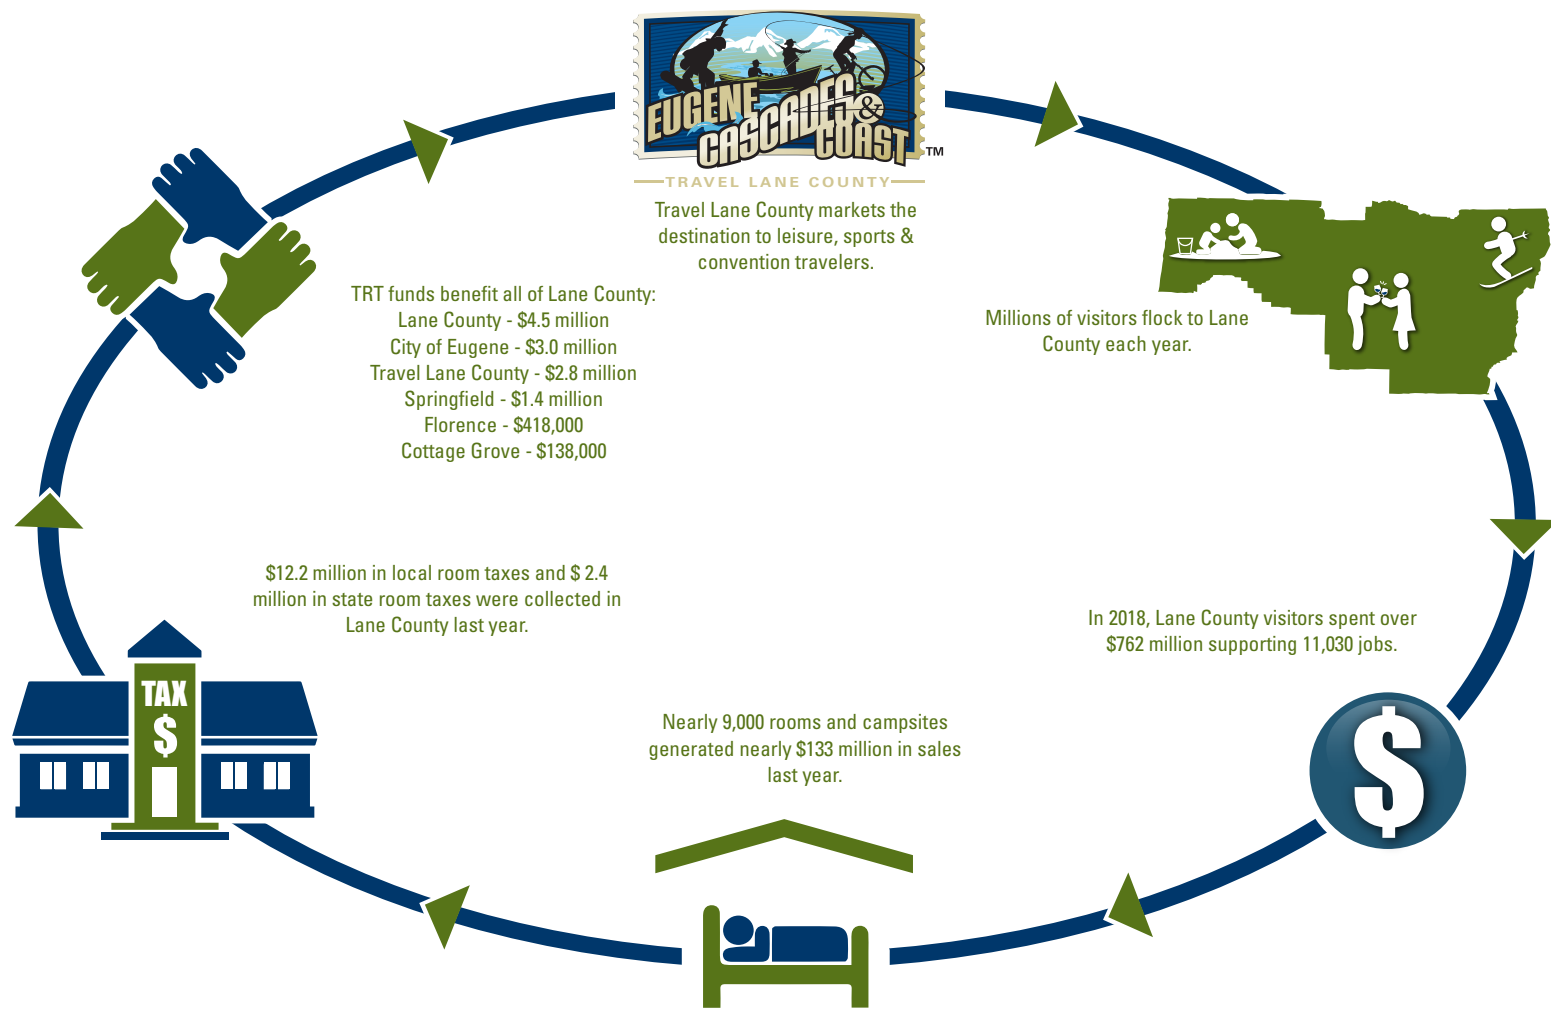 EUGENE
CASCADES &
COAST
TM
TRAVEL LANE COUNTY
Travel Lane County markets the
destination to leisure, sports &
convention travelers.
Millions of visitors flock to Lane
County each year.
In 2018, Lane County visitors spent over
$762 million supporting 11,030 jobs.
$
Nearly 9,000 rooms and campsites
generated nearly $133 million in sales
last year.
$12.2 million in local room taxes and $ 2.4
million in state room taxes were collected in
Lane County last year.
TAX
$
TRT funds benefit all of Lane County:
Lane County - $4.5 million
City of Eugene - $3.0 million
Travel Lane County - $2.8 million
Springfield - $1.4 million
Florence - $418,000
Cottage Grove - $138,000